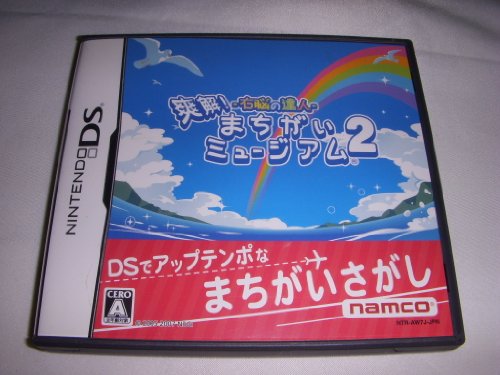 NINTENDO DS
-右脳の達人-
爽解!
まちがい
ミュージアム2
DSでアップテンポな
まちがいさがし
CERO
A
namco
NTR-AW7J-JPN